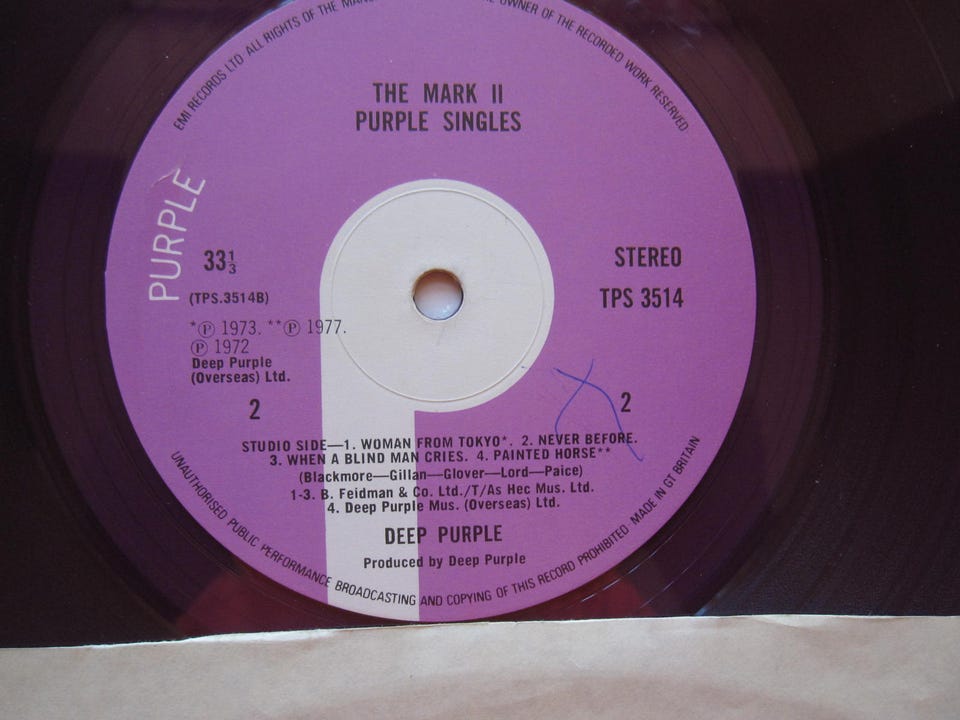 EMI RECORDS LTD ALL RIGHTS OF THE OWNER OF THE RECORDED WORK RESERVED
THE MARK II
PURPLE SINGLES
PURPLE
33⅓
STEREO
(TPS.3514B)
TPS 3514
*℗ 1973. **℗ 1977.
℗ 1972
Deep Purple
(Overseas) Ltd.
2
2
STUDIO SIDE—1. WOMAN FROM TOKYO*. 2. NEVER BEFORE.
3. WHEN A BLIND MAN CRIES. 4. PAINTED HORSE**
(Blackmore—Gillan—Glover—Lord—Paice)
1-3. B. Feidman & Co. Ltd./T/As Hec Mus. Ltd.
4. Deep Purple Mus. (Overseas) Ltd.
DEEP PURPLE
Produced by Deep Purple
UNAUTHORISED PUBLIC PERFORMANCE BROADCASTING AND COPYING OF THIS RECORD PROHIBITED MADE IN GT BRITAIN